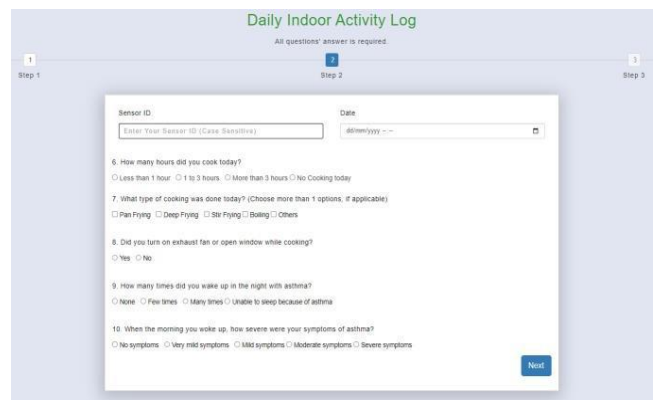 Daily Indoor Activity Log
All questions' answer is required.
1 2 3
Step 1 Step 2 Step 3
Sensor ID Date
Enter Your Sensor ID (Case Sensitive) dd/mm/yyyy --:--
6. How many hours did you cook today?
Less than 1 hour 1 to 3 hours More than 3 hours No Cooking today
7. What type of cooking was done today? (Choose more than 1 options, if applicable)
Pan Frying Deep Frying Stir Frying Boiling Others
8. Did you turn on exhaust fan or open window while cooking?
Yes No
9. How many times did you wake up in the night with asthma?
None Few times Many times Unable to sleep because of asthma
10. When the morning you woke up, how severe were your symptoms of asthma?
No symptoms Very mild symptoms Mild symptoms Moderate symptoms Severe symptoms
Next